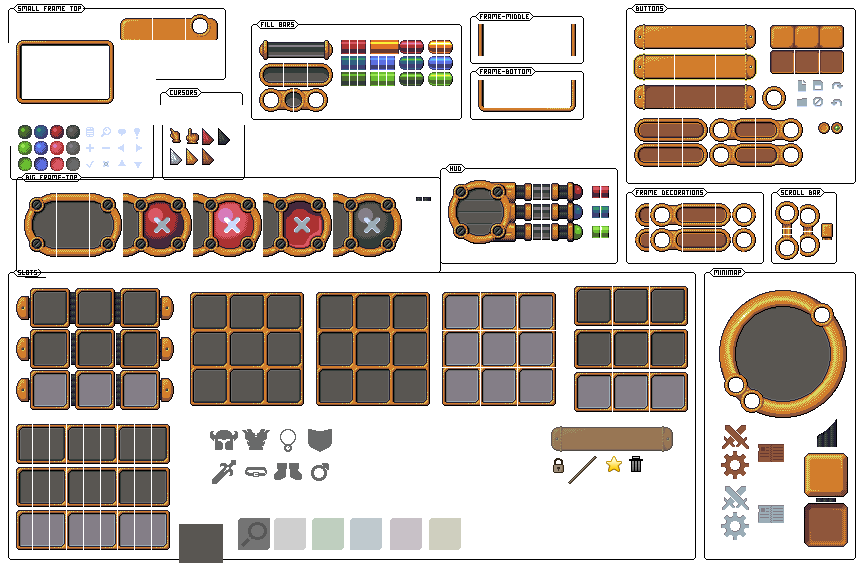 SMALL FRAME TOP
FILL BARS
FRAME-MIDDLE
BUTTONS
FRAME-BOTTOM
CURSORS
BIG FRAME-TOP
HUD
FRAME DECORATIONS
SCROLL BAR
SLOTS
MINIMAP